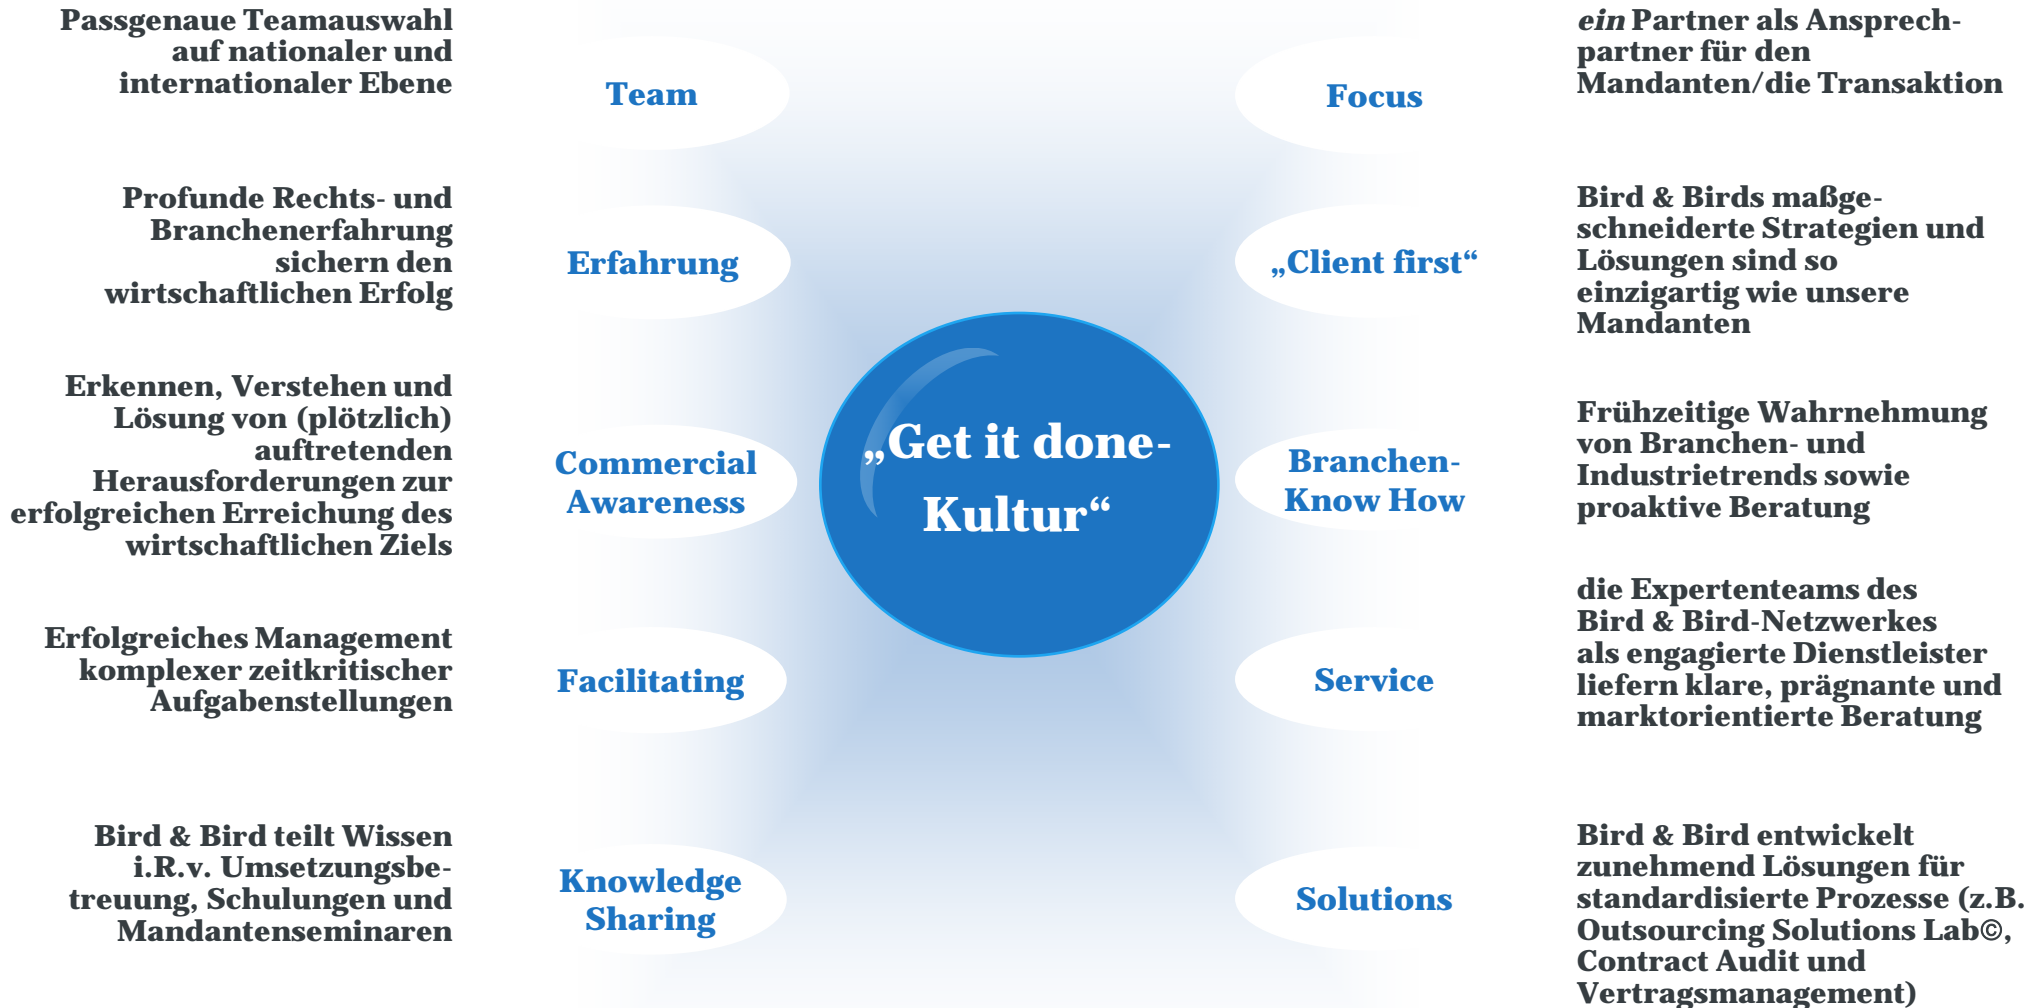 Passgenaue Teamauswahl
auf nationaler und
internationaler Ebene
Team
Focus
ein Partner als Ansprech-
partner für den
Mandanten/die Transaktion
Profunde Rechts- und
Branchenerfahrung
sichern den
wirtschaftlichen Erfolg
Erfahrung
„Client first“
Bird & Birds maßge-
schneiderte Strategien und
Lösungen sind so
einzigartig wie unsere
Mandanten
Erkennen, Verstehen und
Lösung von (plötzlich)
auftretenden
Herausforderungen zur
erfolgreichen Erreichung des
wirtschaftlichen Ziels
Commercial
Awareness
„Get it done-
Kultur“
Branchen-
Know How
Frühzeitige Wahrnehmung
von Branchen- und
Industrietrends sowie
proaktive Beratung
Erfolgreiches Management
komplexer zeitkritischer
Aufgabenstellungen
Facilitating
Service
die Expertenteams des
Bird & Bird-Netzwerkes
als engagierte Dienstleister
liefern klare, prägnante und
marktorientierte Beratung
Bird & Bird teilt Wissen
i.R.v. Umsetzungsbe-
treuung, Schulungen und
Mandantenseminaren
Knowledge
Sharing
Solutions
Bird & Bird entwickelt
zunehmend Lösungen für
standardisierte Prozesse (z.B.
Outsourcing Solutions Lab©,
Contract Audit und
Vertragsmanagement)